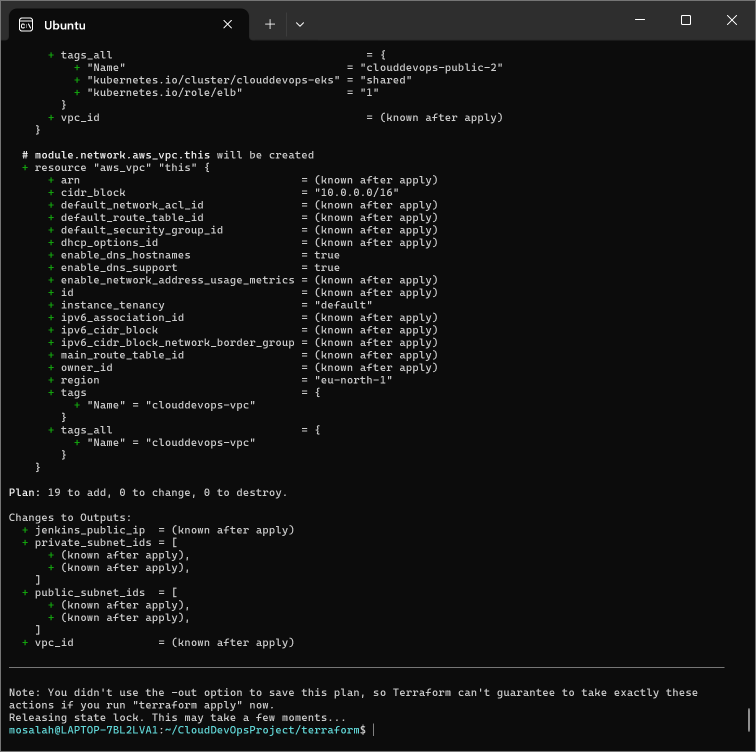 Ubuntu
      + tags_all                                       = {
          + "Name"                                  = "clouddevops-public-2"
          + "kubernetes.io/cluster/clouddevops-eks" = "shared"
          + "kubernetes.io/role/elb"                = "1"
        }
      + vpc_id                                         = (known after apply)
    }
  # module.network.aws_vpc.this will be created
  + resource "aws_vpc" "this" {
      + arn                                  = (known after apply)
      + cidr_block                           = "10.0.0.0/16"
      + default_network_acl_id               = (known after apply)
      + default_route_table_id               = (known after apply)
      + default_security_group_id            = (known after apply)
      + dhcp_options_id                      = (known after apply)
      + enable_dns_hostnames                 = true
      + enable_dns_support                   = true
      + enable_network_address_usage_metrics = (known after apply)
      + id                                   = (known after apply)
      + instance_tenancy                     = "default"
      + ipv6_association_id                  = (known after apply)
      + ipv6_cidr_block                      = (known after apply)
      + ipv6_cidr_block_network_border_group = (known after apply)
      + main_route_table_id                  = (known after apply)
      + owner_id                             = (known after apply)
      + region                               = "eu-north-1"
      + tags                                 = {
          + "Name" = "clouddevops-vpc"
        }
      + tags_all                             = {
          + "Name" = "clouddevops-vpc"
        }
    }
Plan: 19 to add, 0 to change, 0 to destroy.
Changes to Outputs:
  + jenkins_public_ip  = (known after apply)
  + private_subnet_ids = [
      + (known after apply),
      + (known after apply),
    ]
  + public_subnet_ids  = [
      + (known after apply),
      + (known after apply),
    ]
  + vpc_id             = (known after apply)
Note: You didn't use the -out option to save this plan, so Terraform can't guarantee to take exactly these
actions if you run "terraform apply" now.
Releasing state lock. This may take a few moments...
mosalah@LAPTOP-7BL2LVA1:~/CloudDevOpsProject/terraform$